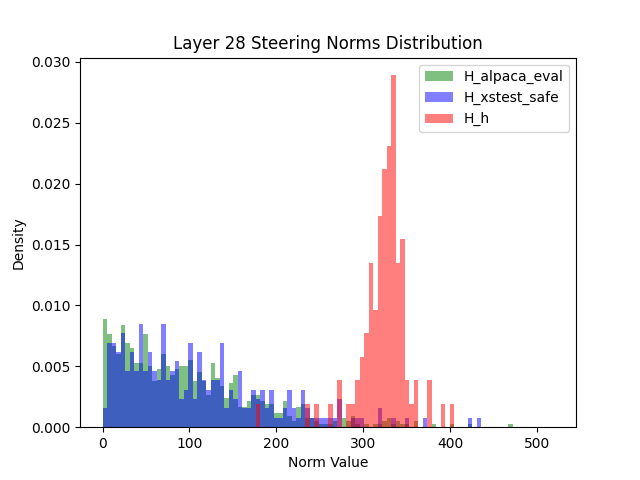 Layer 28 Steering Norms Distribution
H_alpaca_eval
H_xstest_safe
H_h
0.030
0.025
0.020
0.015
0.010
0.005
0.000
Density
0
100
200
300
400
500
Norm Value